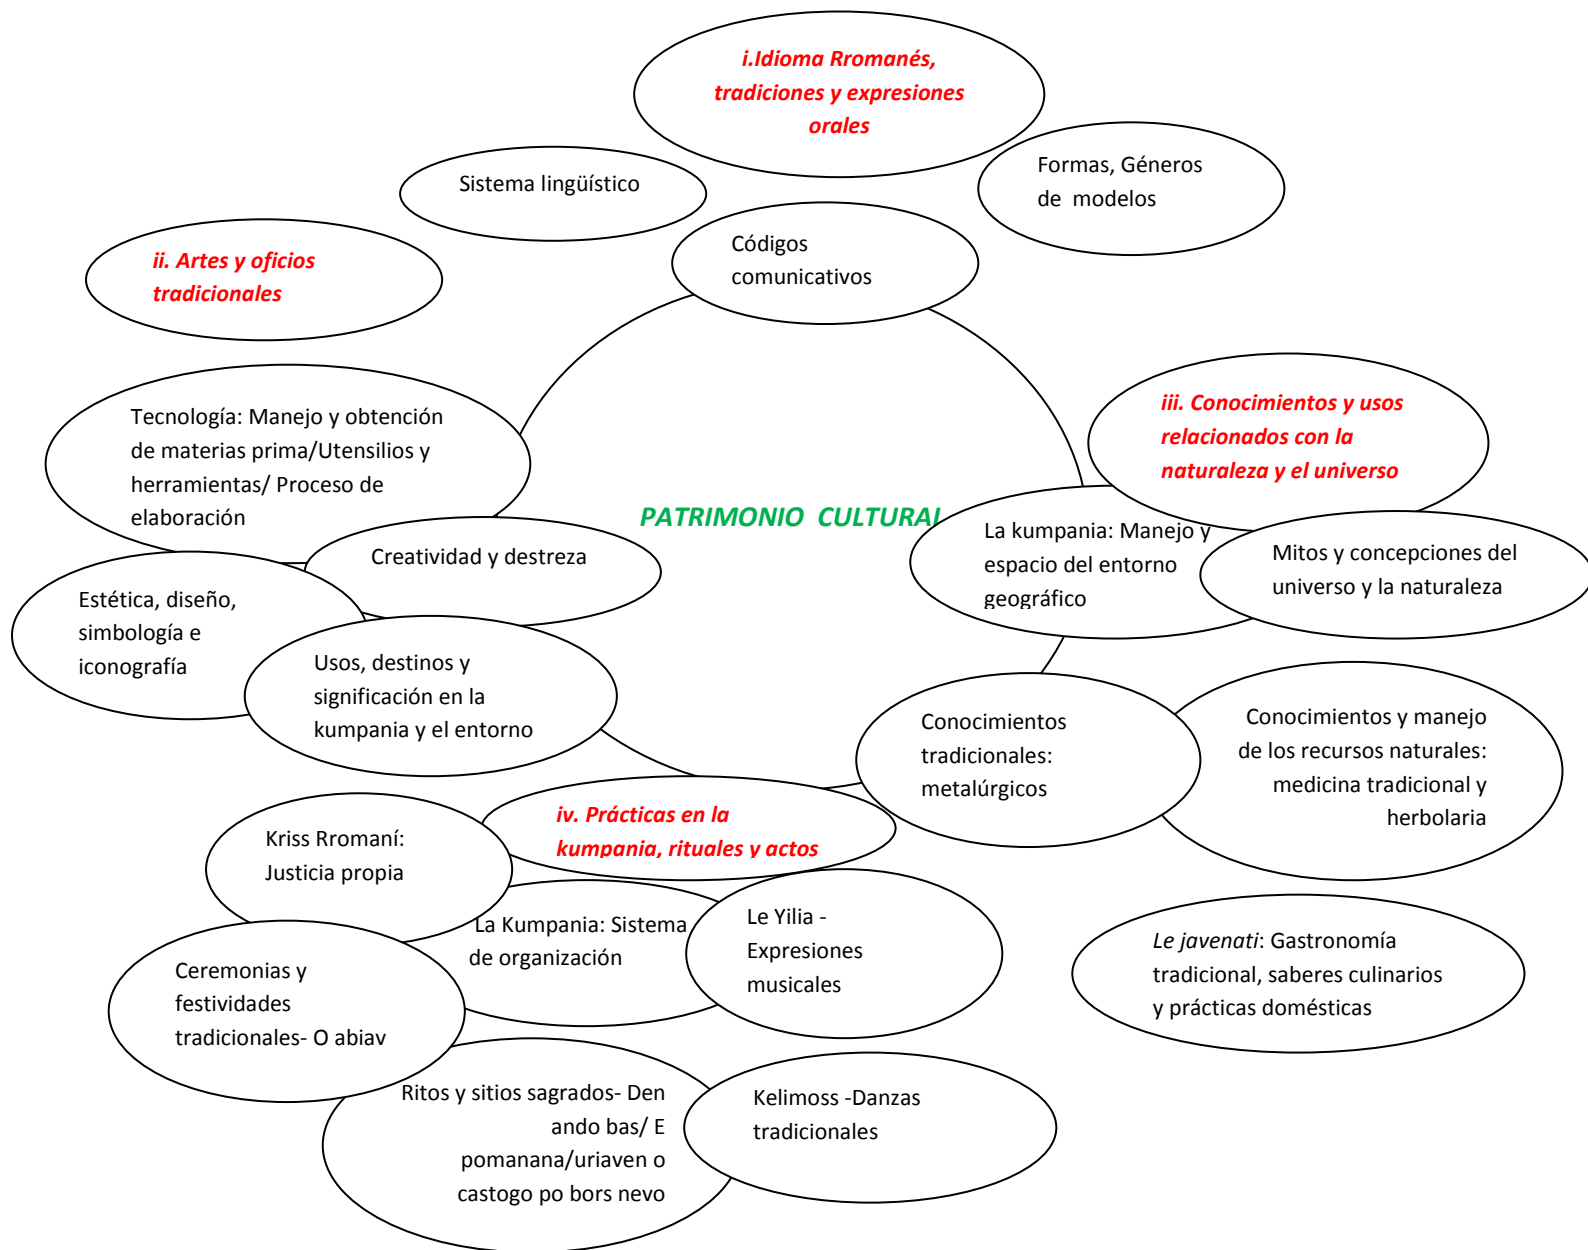 i.Idioma Rromanés,
tradiciones y expresiones
orales
Sistema lingüístico
Formas, Géneros
de modelos
Códigos
comunicativos
ii. Artes y oficios
tradicionales
Tecnología: Manejo y obtención
de materias prima/Utensilios y
herramientas/ Proceso de
elaboración
iii. Conocimientos y usos
relacionados con la
naturaleza y el universo
PATRIMONIO CULTURAL
La kumpania: Manejo y
espacio del entorno
geográfico
Mitos y concepciones del
universo y la naturaleza
Creatividad y destreza
Estética, diseño,
simbología e
iconografía
Usos, destinos y
significación en la
kumpania y el entorno
Conocimientos
tradicionales:
metalúrgicos
Conocimientos y manejo
de los recursos naturales:
medicina tradicional y
herbolaria
iv. Prácticas en la
kumpania, rituales y actos
Kriss Rromaní:
Justicia propia
La Kumpania: Sistema
de organización
Le Yilia -
Expresiones
musicales
Le javenati: Gastronomía
tradicional, saberes culinarios
y prácticas domésticas
Ceremonias y
festividades
tradicionales- O abiav
Ritos y sitios sagrados- Den
ando bas/ E
pomanana/uriaven o
castogo po bors nevo
Kelimoss -Danzas
tradicionales